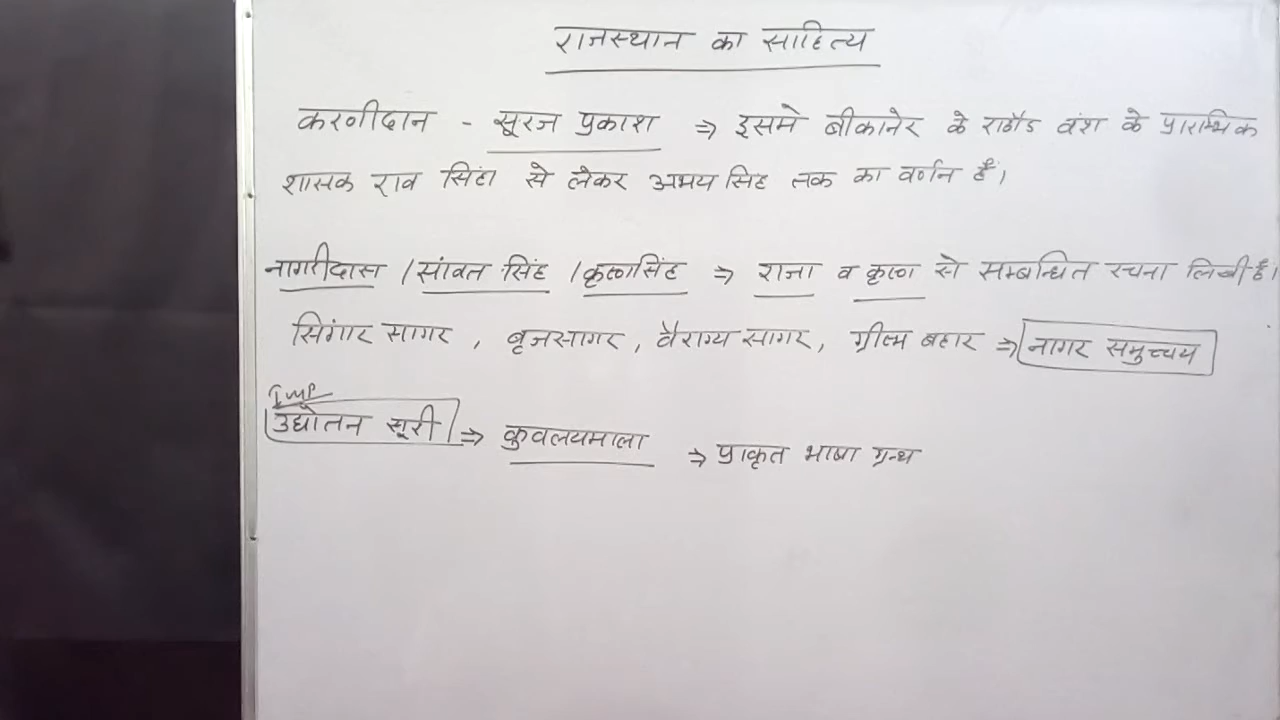 राजस्थान का साहित्य
करणीदान - सूरज प्रकाश ⇒ इसमे बीकानेर के राठौड वंश के प्रारम्भिक
शासक राव सिंहा से लेकर अभय सिंह तक का वर्णन हैं।
नागरीदास / सांवत सिंह / कृष्णसिंह ⇒ राजा व कृष्ण से सम्बन्धित रचना लिखी हैं।
सिंगार सागर, बृजसागर, वैराग्य सागर, ग्रीष्म बहार ⇒ नागर समुच्चय
Imp
उद्योतन सूरी ⇒ कुवलयमाला ⇒ प्राकृत भाषा ग्रन्थ